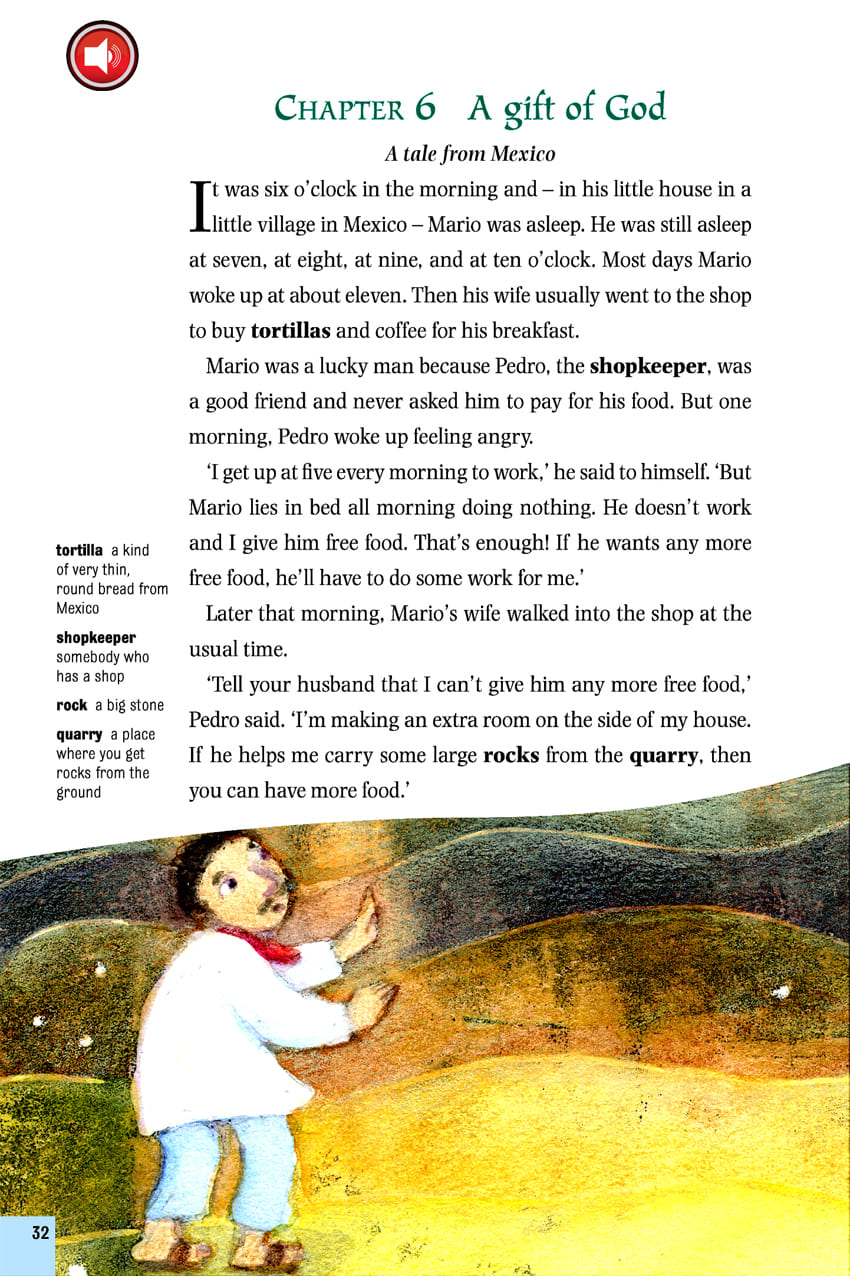 CHAPTER 6 A gift of God
A tale from Mexico
It was six o’clock in the morning and – in his little house in a
little village in Mexico – Mario was asleep. He was still asleep
at seven, at eight, at nine, and at ten o’clock. Most days Mario
woke up at about eleven. Then his wife usually went to the shop
to buy tortillas and coffee for his breakfast.
Mario was a lucky man because Pedro, the shopkeeper, was
a good friend and never asked him to pay for his food. But one
morning, Pedro woke up feeling angry.
‘I get up at five every morning to work,’ he said to himself. ‘But
Mario lies in bed all morning doing nothing. He doesn’t work
and I give him free food. That’s enough! If he wants any more
free food, he’ll have to do some work for me.’
Later that morning, Mario’s wife walked into the shop at the
usual time.
‘Tell your husband that I can’t give him any more free food,’
Pedro said. ‘I’m making an extra room on the side of my house.
If he helps me carry some large rocks from the quarry, then
you can have more food.’
tortilla a kind
of very thin,
round bread from
Mexico
shopkeeper
somebody who
has a shop
rock a big stone
quarry a place
where you get
rocks from the
ground
32